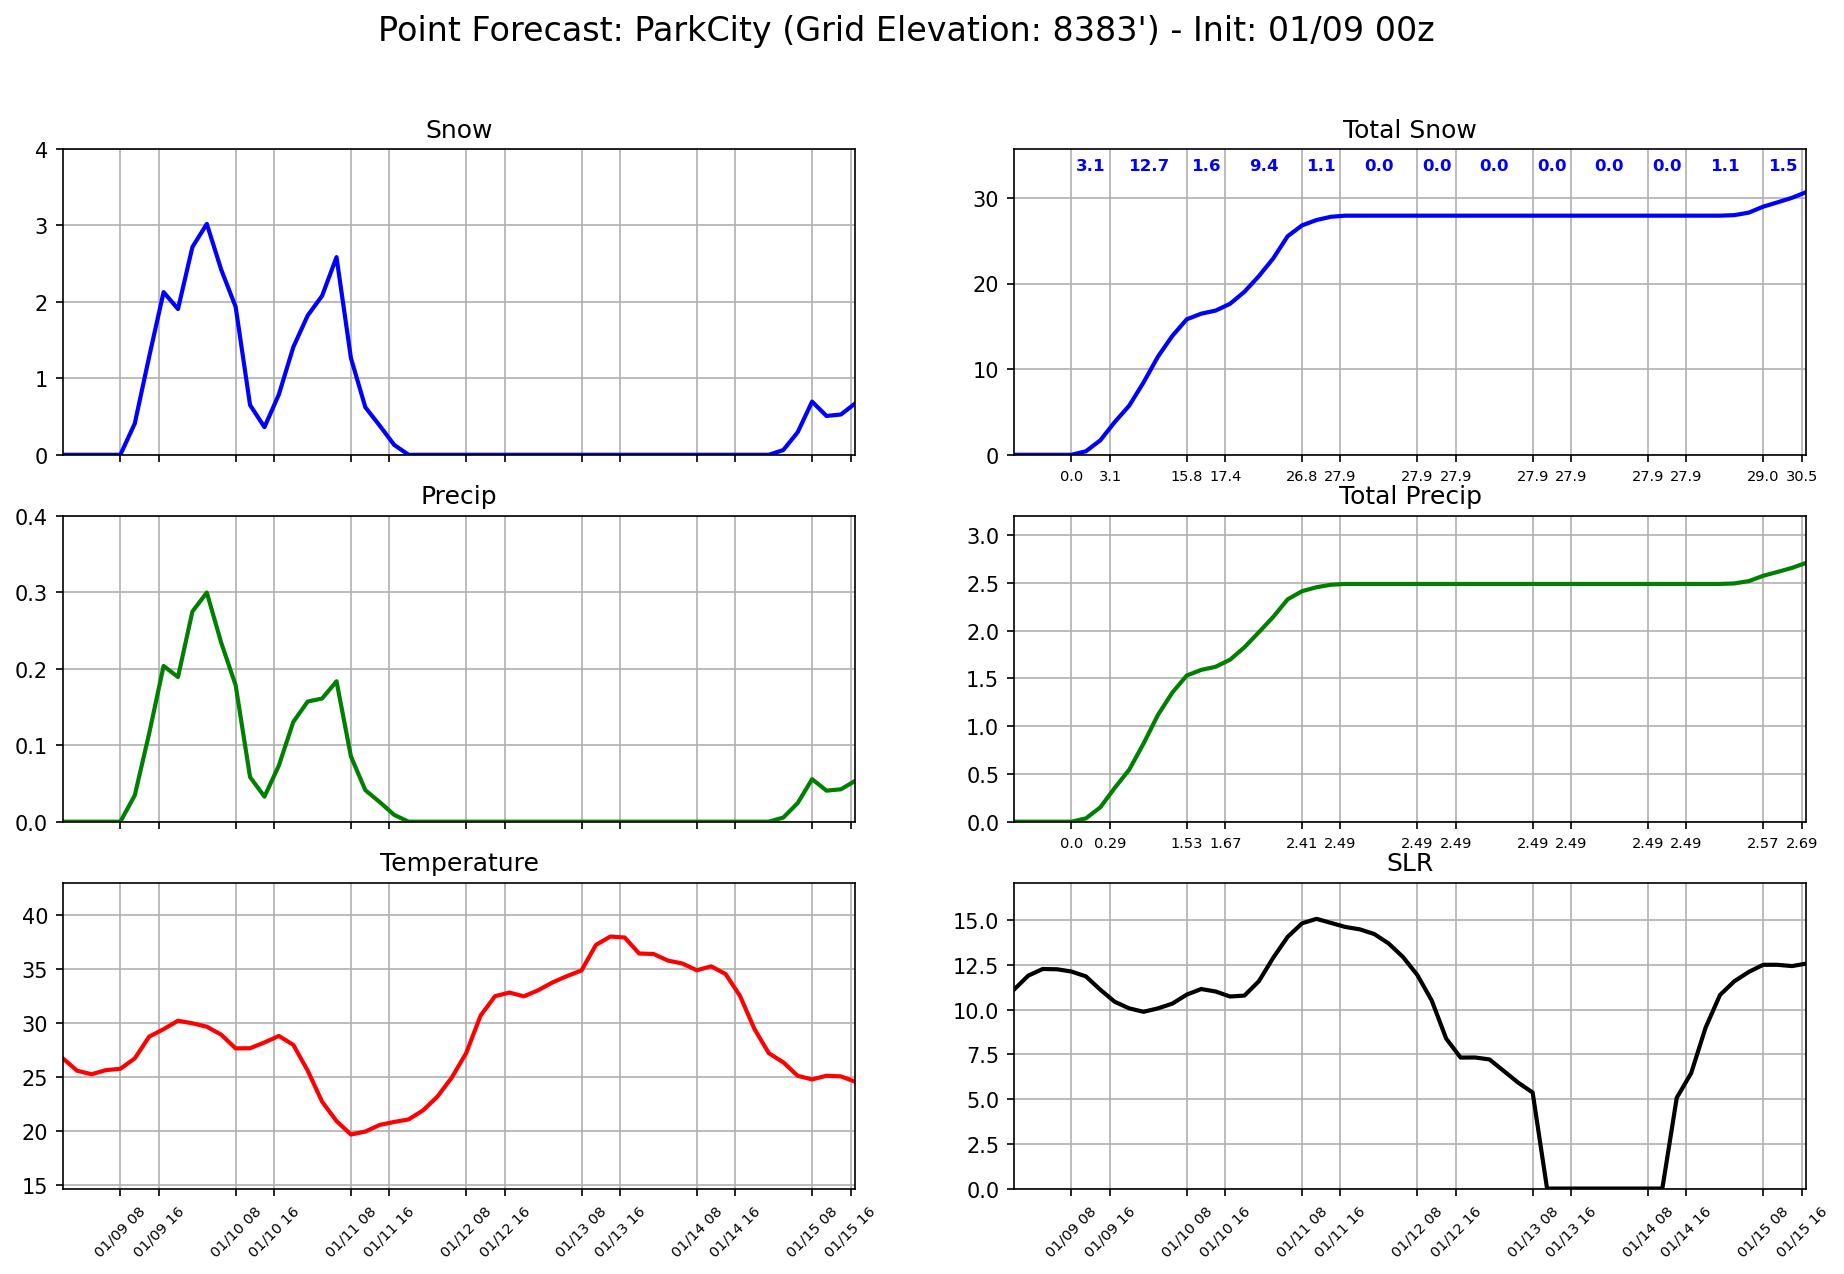 Point Forecast: ParkCity (Grid Elevation: 8383') - Init: 01/09 00z
Snow
4
3
2
1
0
Total Snow
3.1 12.7 1.6 9.4 1.1 0.0 0.0 0.0 0.0 0.0 0.0 1.1 1.5
30
20
10
0
0.0 3.1 15.8 17.4 26.8 27.9 27.9 27.9 27.9 27.9 27.9 27.9 29.0 30.5
Precip
0.4
0.3
0.2
0.1
0.0
Total Precip
3.0
2.5
2.0
1.5
1.0
0.5
0.0
0.0 0.29 1.53 1.67 2.41 2.49 2.49 2.49 2.49 2.49 2.49 2.49 2.57 2.69
Temperature
40
35
30
25
20
15
01/09 08 01/09 16 01/10 08 01/10 16 01/11 08 01/11 16 01/12 08 01/12 16 01/13 08 01/13 16 01/14 08 01/14 16 01/15 08 01/15 16
SLR
15.0
12.5
10.0
7.5
5.0
2.5
0.0
01/09 08 01/09 16 01/10 08 01/10 16 01/11 08 01/11 16 01/12 08 01/12 16 01/13 08 01/13 16 01/14 08 01/14 16 01/15 08 01/15 16